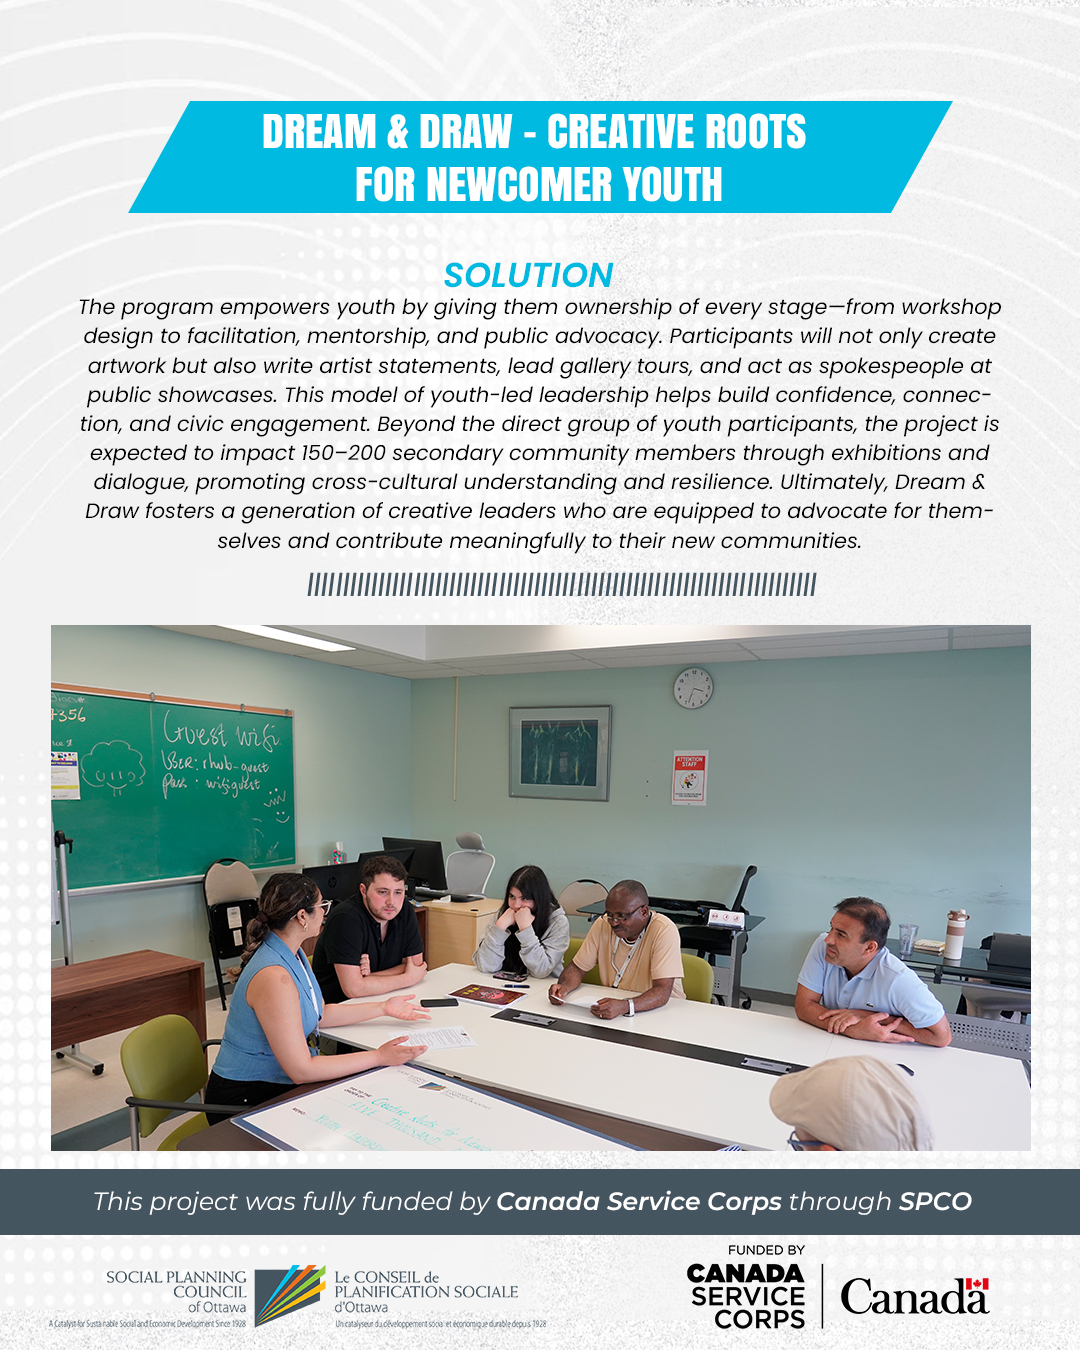 DREAM & DRAW - CREATIVE ROOTS
FOR NEWCOMER YOUTH
SOLUTION
The program empowers youth by giving them ownership of every stage—from workshop
design to facilitation, mentorship, and public advocacy. Participants will not only create
artwork but also write artist statements, lead gallery tours, and act as spokespeople at
public showcases. This model of youth-led leadership helps build confidence, connec-
tion, and civic engagement. Beyond the direct group of youth participants, the project is
expected to impact 150–200 secondary community members through exhibitions and
dialogue, promoting cross-cultural understanding and resilience. Ultimately, Dream &
Draw fosters a generation of creative leaders who are equipped to advocate for them-
selves and contribute meaningfully to their new communities.
7356
Guest wifi
USER: rhub-guest
pass: wifiguest
ATTENTION
STAFF
Creative Roots for
FIVE THOUSAND
This project was fully funded by Canada Service Corps through SPCO
SOCIAL PLANNING
COUNCIL
of Ottawa
A Catalyst for Sustainable Social and Economic Development Since 1928
Le CONSEIL de
PLANIFICATION SOCIALE
d'Ottawa
Un catalyseur du développement social et économique durable depuis 1928
FUNDED BY
CANADA
SERVICE
CORPS
Canada